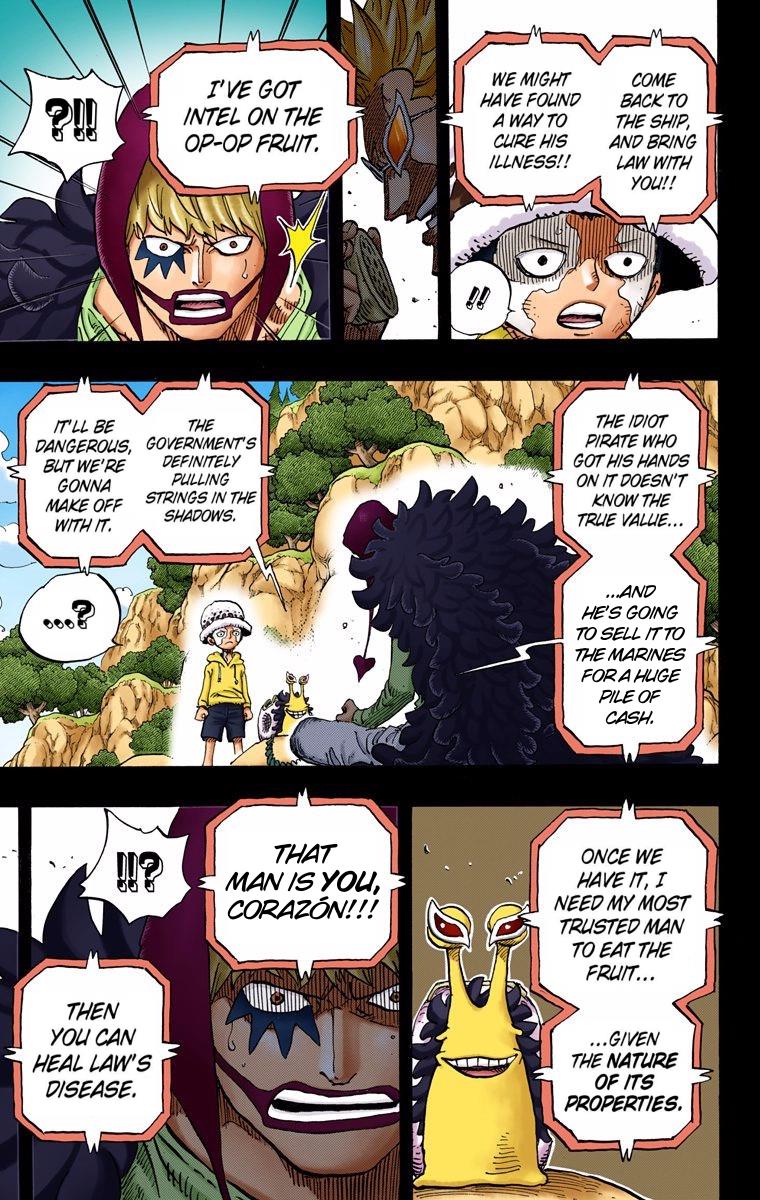 COME
BACK TO
THE SHIP,
AND BRING
LAW WITH
YOU!!
WE MIGHT
HAVE FOUND
A WAY TO
CURE HIS
ILLNESS!!
!!
I'VE GOT
INTEL ON THE
OP-OP FRUIT.
?!!
THE IDIOT
PIRATE WHO
GOT HIS HANDS
ON IT DOESN'T
KNOW THE
TRUE VALUE...
...AND
HE'S GOING
TO SELL IT TO
THE MARINES
FOR A HUGE
PILE OF
CASH.
THE
GOVERNMENT'S
DEFINITELY
PULLING
STRINGS IN THE
SHADOWS.
IT'LL BE
DANGEROUS,
BUT WE'RE
GONNA
MAKE OFF
WITH IT.
...?
ONCE WE
HAVE IT, I
NEED MY MOST
TRUSTED MAN
TO EAT THE
FRUIT...
...GIVEN
THE NATURE
OF ITS
PROPERTIES.
THAT
MAN IS YOU,
CORAZÓN!!!
!!?
THEN
YOU CAN
HEAL LAW'S
DISEASE.